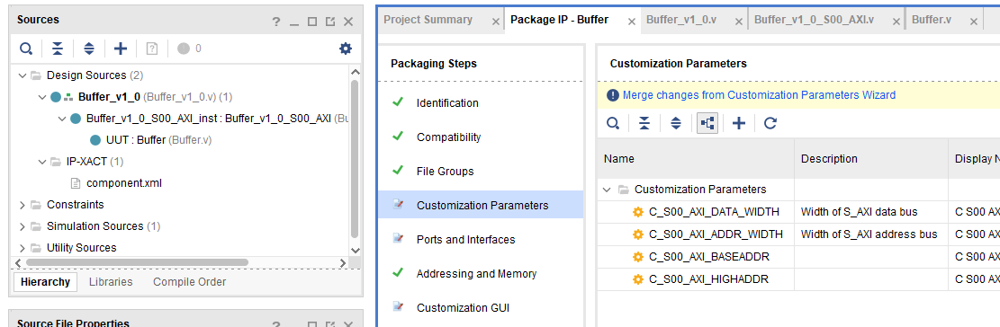 Sources
0
Design Sources (2)
Buffer_v1_0 (Buffer_v1_0.v) (1)
Buffer_v1_0_S00_AXI_inst : Buffer_v1_0_S00_AXI (Bu
UUT : Buffer (Buffer.v)
IP-XACT (1)
component.xml
Constraints
Simulation Sources (1)
Utility Sources
Hierarchy Libraries Compile Order
Source File Properties
Project Summary Package IP - Buffer Buffer_v1_0.v Buffer_v1_0_S00_AXI.v Buffer.v
Packaging Steps
Identification
Compatibility
File Groups
Customization Parameters
Ports and Interfaces
Addressing and Memory
Customization GUI
Customization Parameters
Merge changes from Customization Parameters Wizard
Name Description Display N
Customization Parameters
C_S00_AXI_DATA_WIDTH Width of S_AXI data bus C S00 AX
C_S00_AXI_ADDR_WIDTH Width of S_AXI address bus C S00 AX
C_S00_AXI_BASEADDR C S00 AX
C_S00_AXI_HIGHADDR C S00 AX